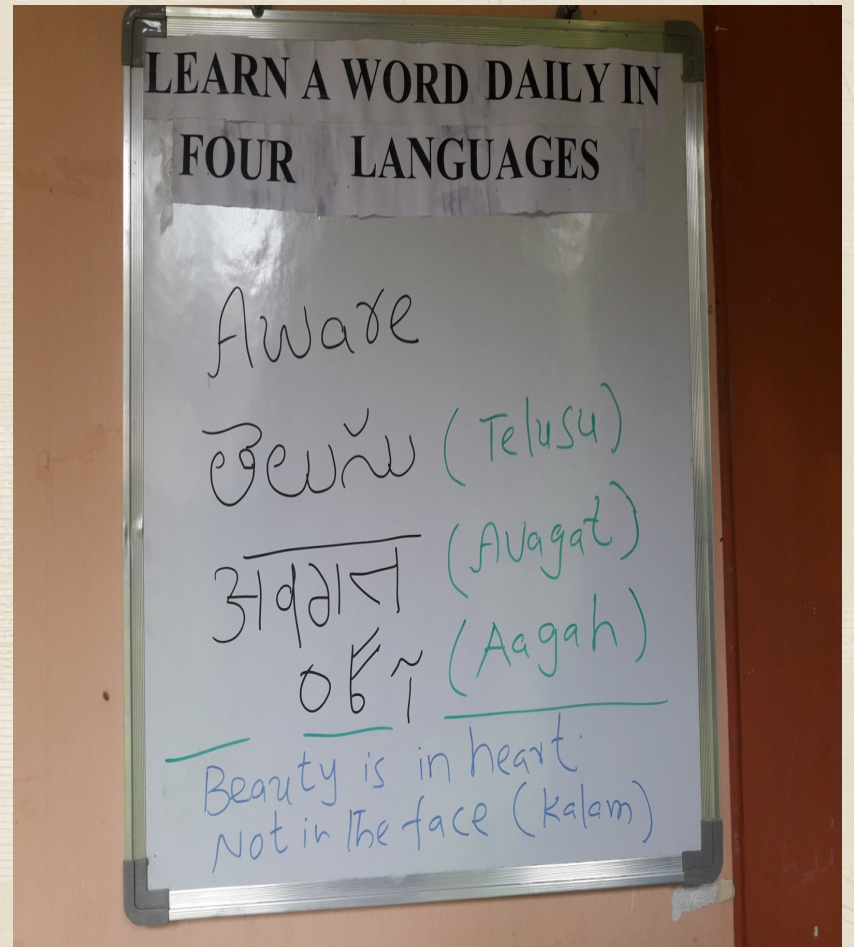 LEARN A WORD DAILY IN
FOUR LANGUAGES
Aware
తెలుసు (Telusu)
अवगत (Avagat)
آگاہ (Aagah)
Beauty is in heart.
Not in The face (Kalam)